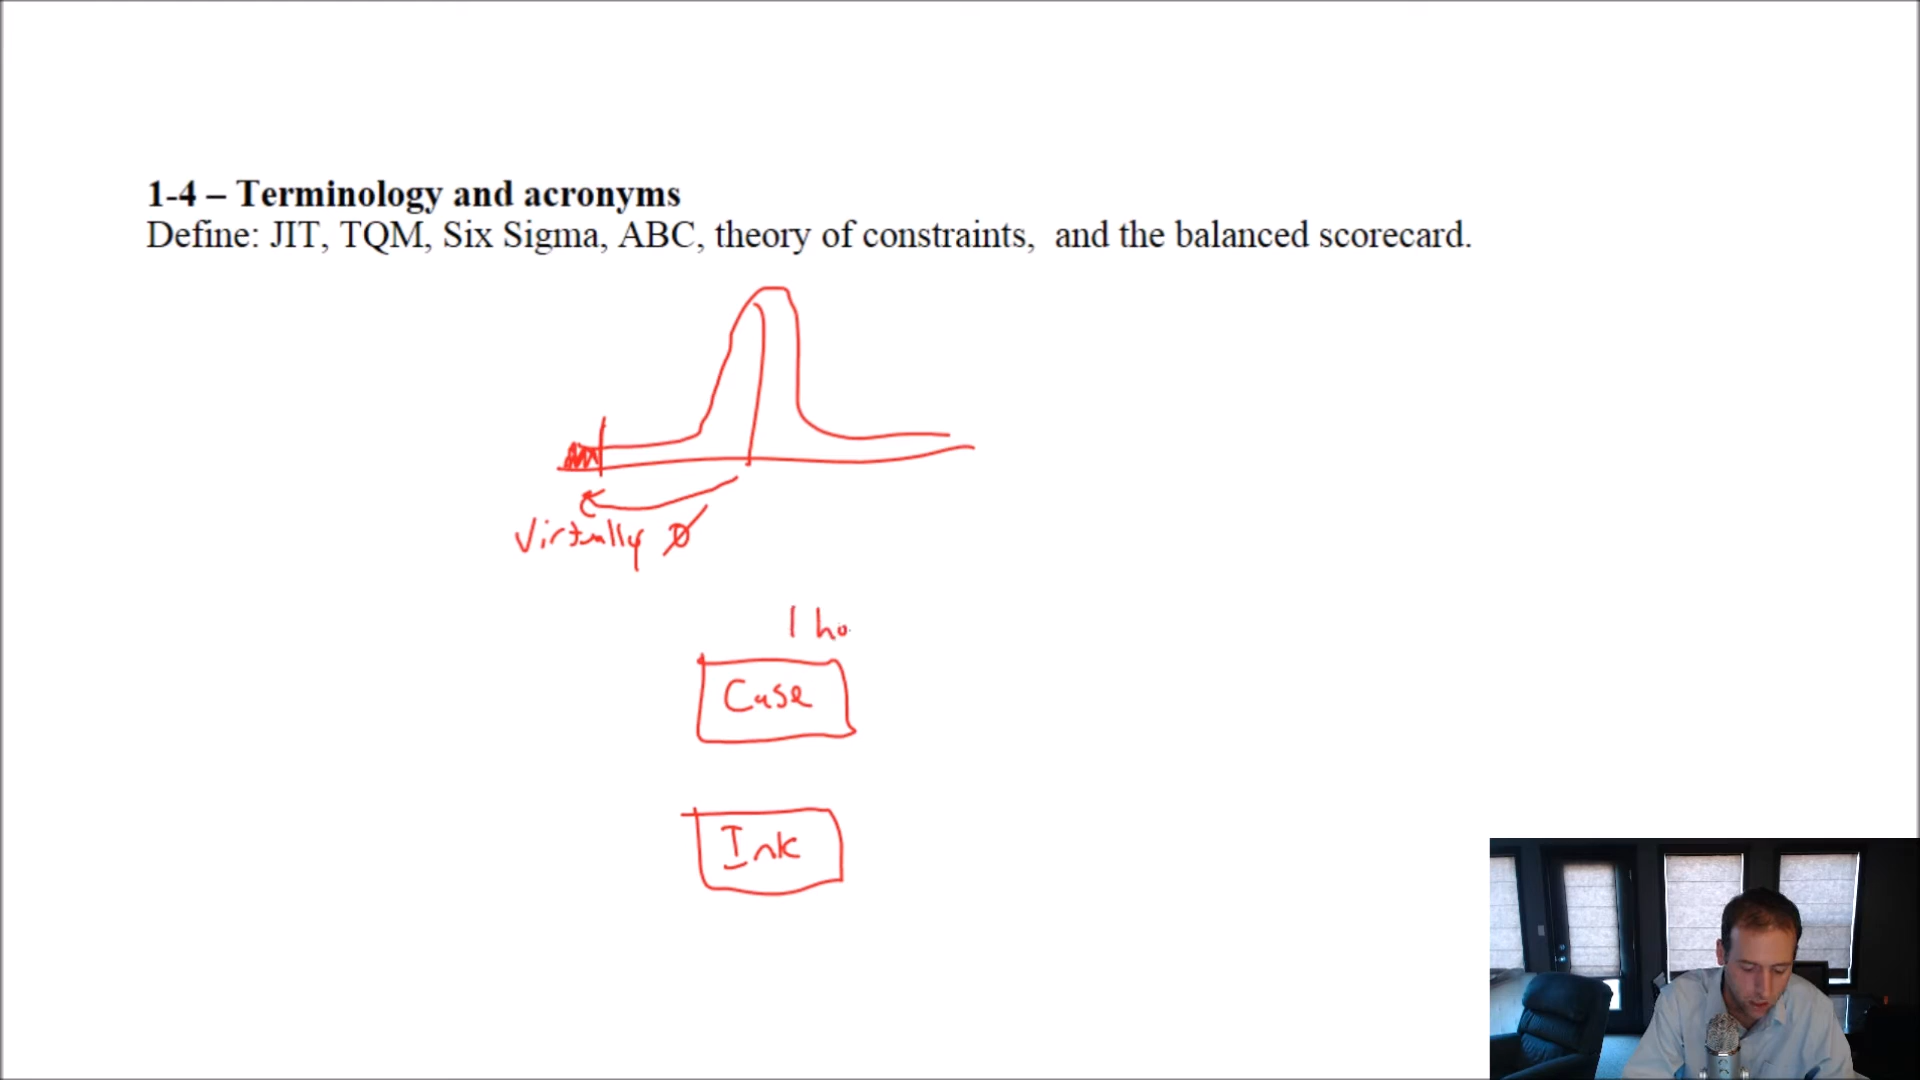 1-4 – Terminology and acronyms
Define: JIT, TQM, Six Sigma, ABC, theory of constraints, and the balanced scorecard.
Virtually Ø
1 ho
Case
Ink